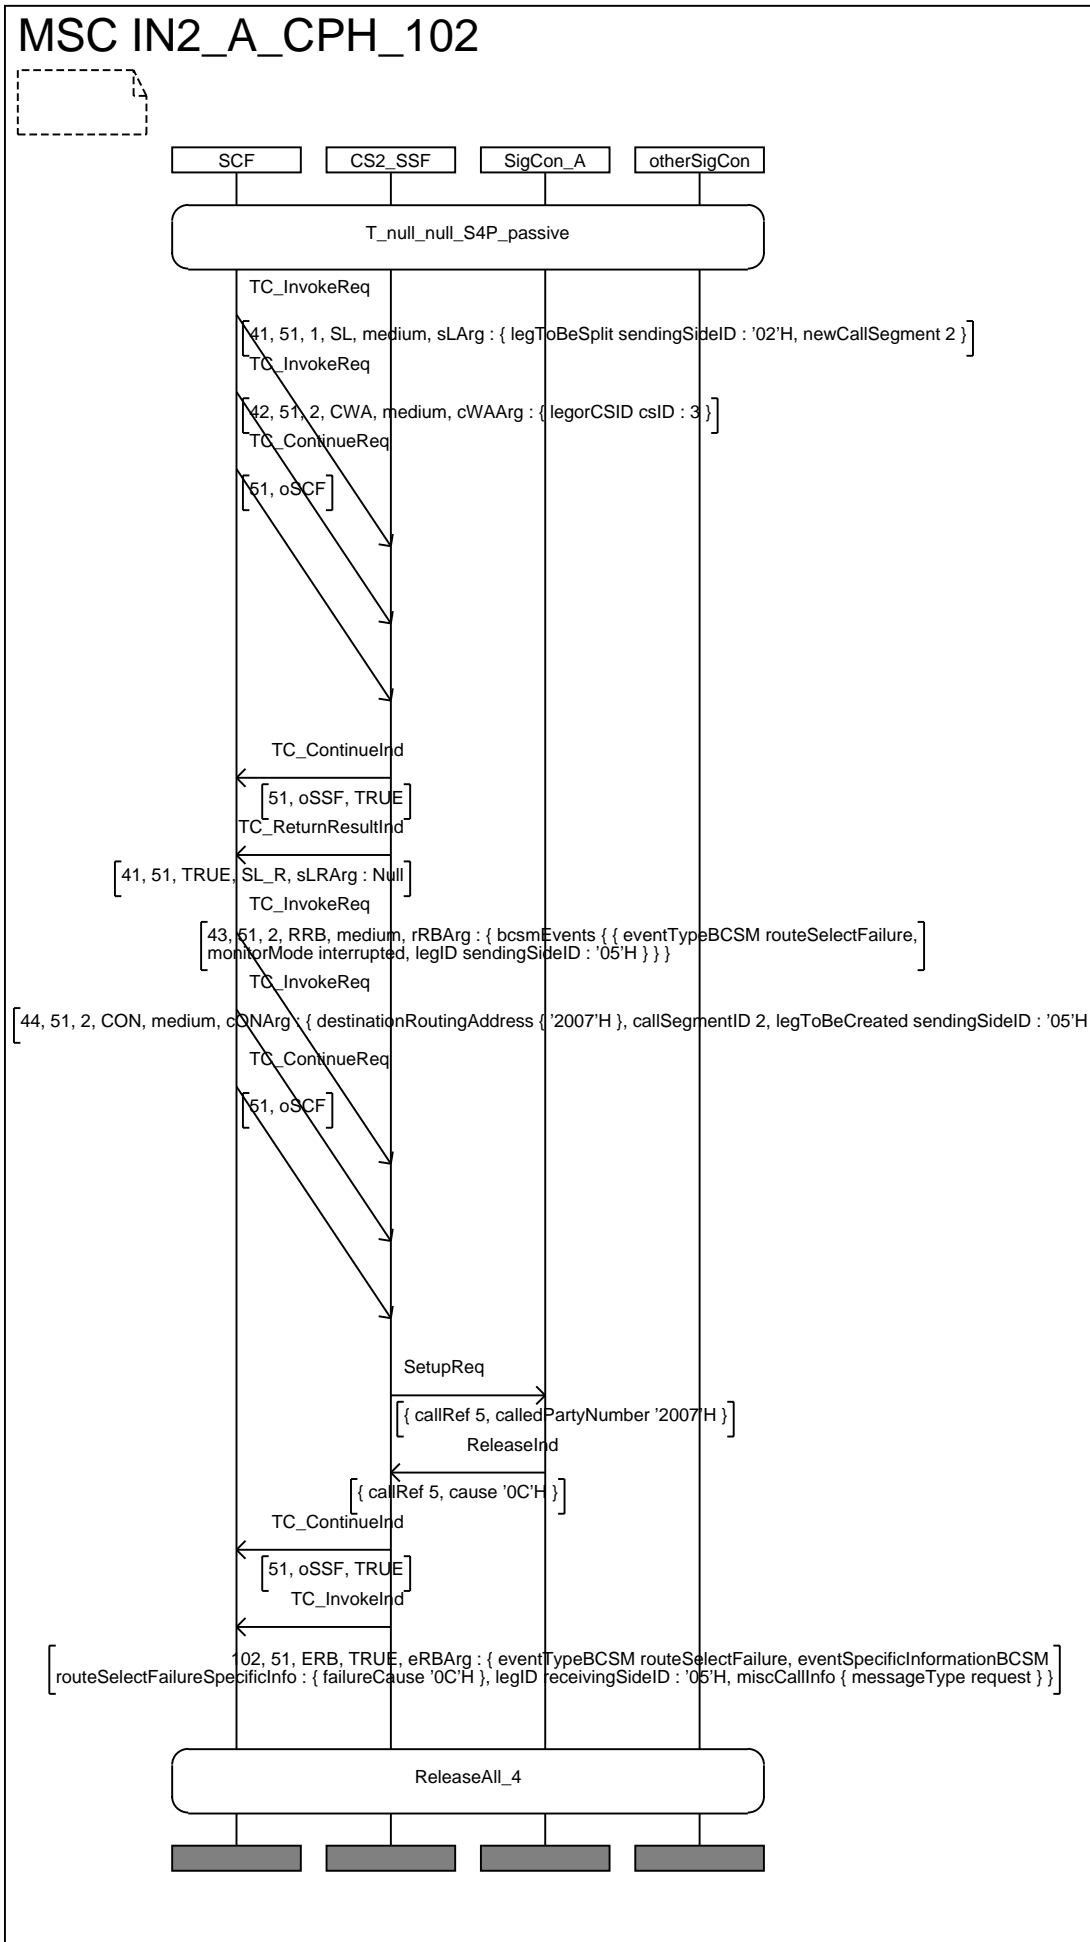 MSC IN2_A_CPH_102
SCF
CS2_SSF
SigCon_A
otherSigCon
T_null_null_S4P_passive
TC_InvokeReq
41, 51, 1, SL, medium, sLArg : { legToBeSplit sendingSideID : '02'H, newCallSegment 2 }
TC_InvokeReq
42, 51, 2, CWA, medium, cWAArg : { legorCSID csID : 3 }
TC_ContinueReq
51, oSCF
TC_ContinueInd
51, oSSF, TRUE
TC_ReturnResultInd
41, 51, TRUE, SL_R, sLRArg : Null
TC_InvokeReq
43, 51, 2, RRB, medium, rRBArg : { bcsmEvents { { eventTypeBCSM routeSelectFailure,
monitorMode interrupted, legID sendingSideID : '05'H } } }
TC_InvokeReq
44, 51, 2, CON, medium, cONArg : { destinationRoutingAddress { '2007'H }, callSegmentID 2, legToBeCreated sendingSideID : '05'H
TC_ContinueReq
51, oSCF
SetupReq
{ callRef 5, calledPartyNumber '2007'H }
ReleaseInd
{ callRef 5, cause '0C'H }
TC_ContinueInd
51, oSSF, TRUE
TC_InvokeInd
102, 51, ERB, TRUE, eRBArg : { eventTypeBCSM routeSelectFailure, eventSpecificInformationBCSM
routeSelectFailureSpecificInfo : { failureCause '0C'H }, legID receivingSideID : '05'H, miscCallInfo { messageType request } }
ReleaseAll_4